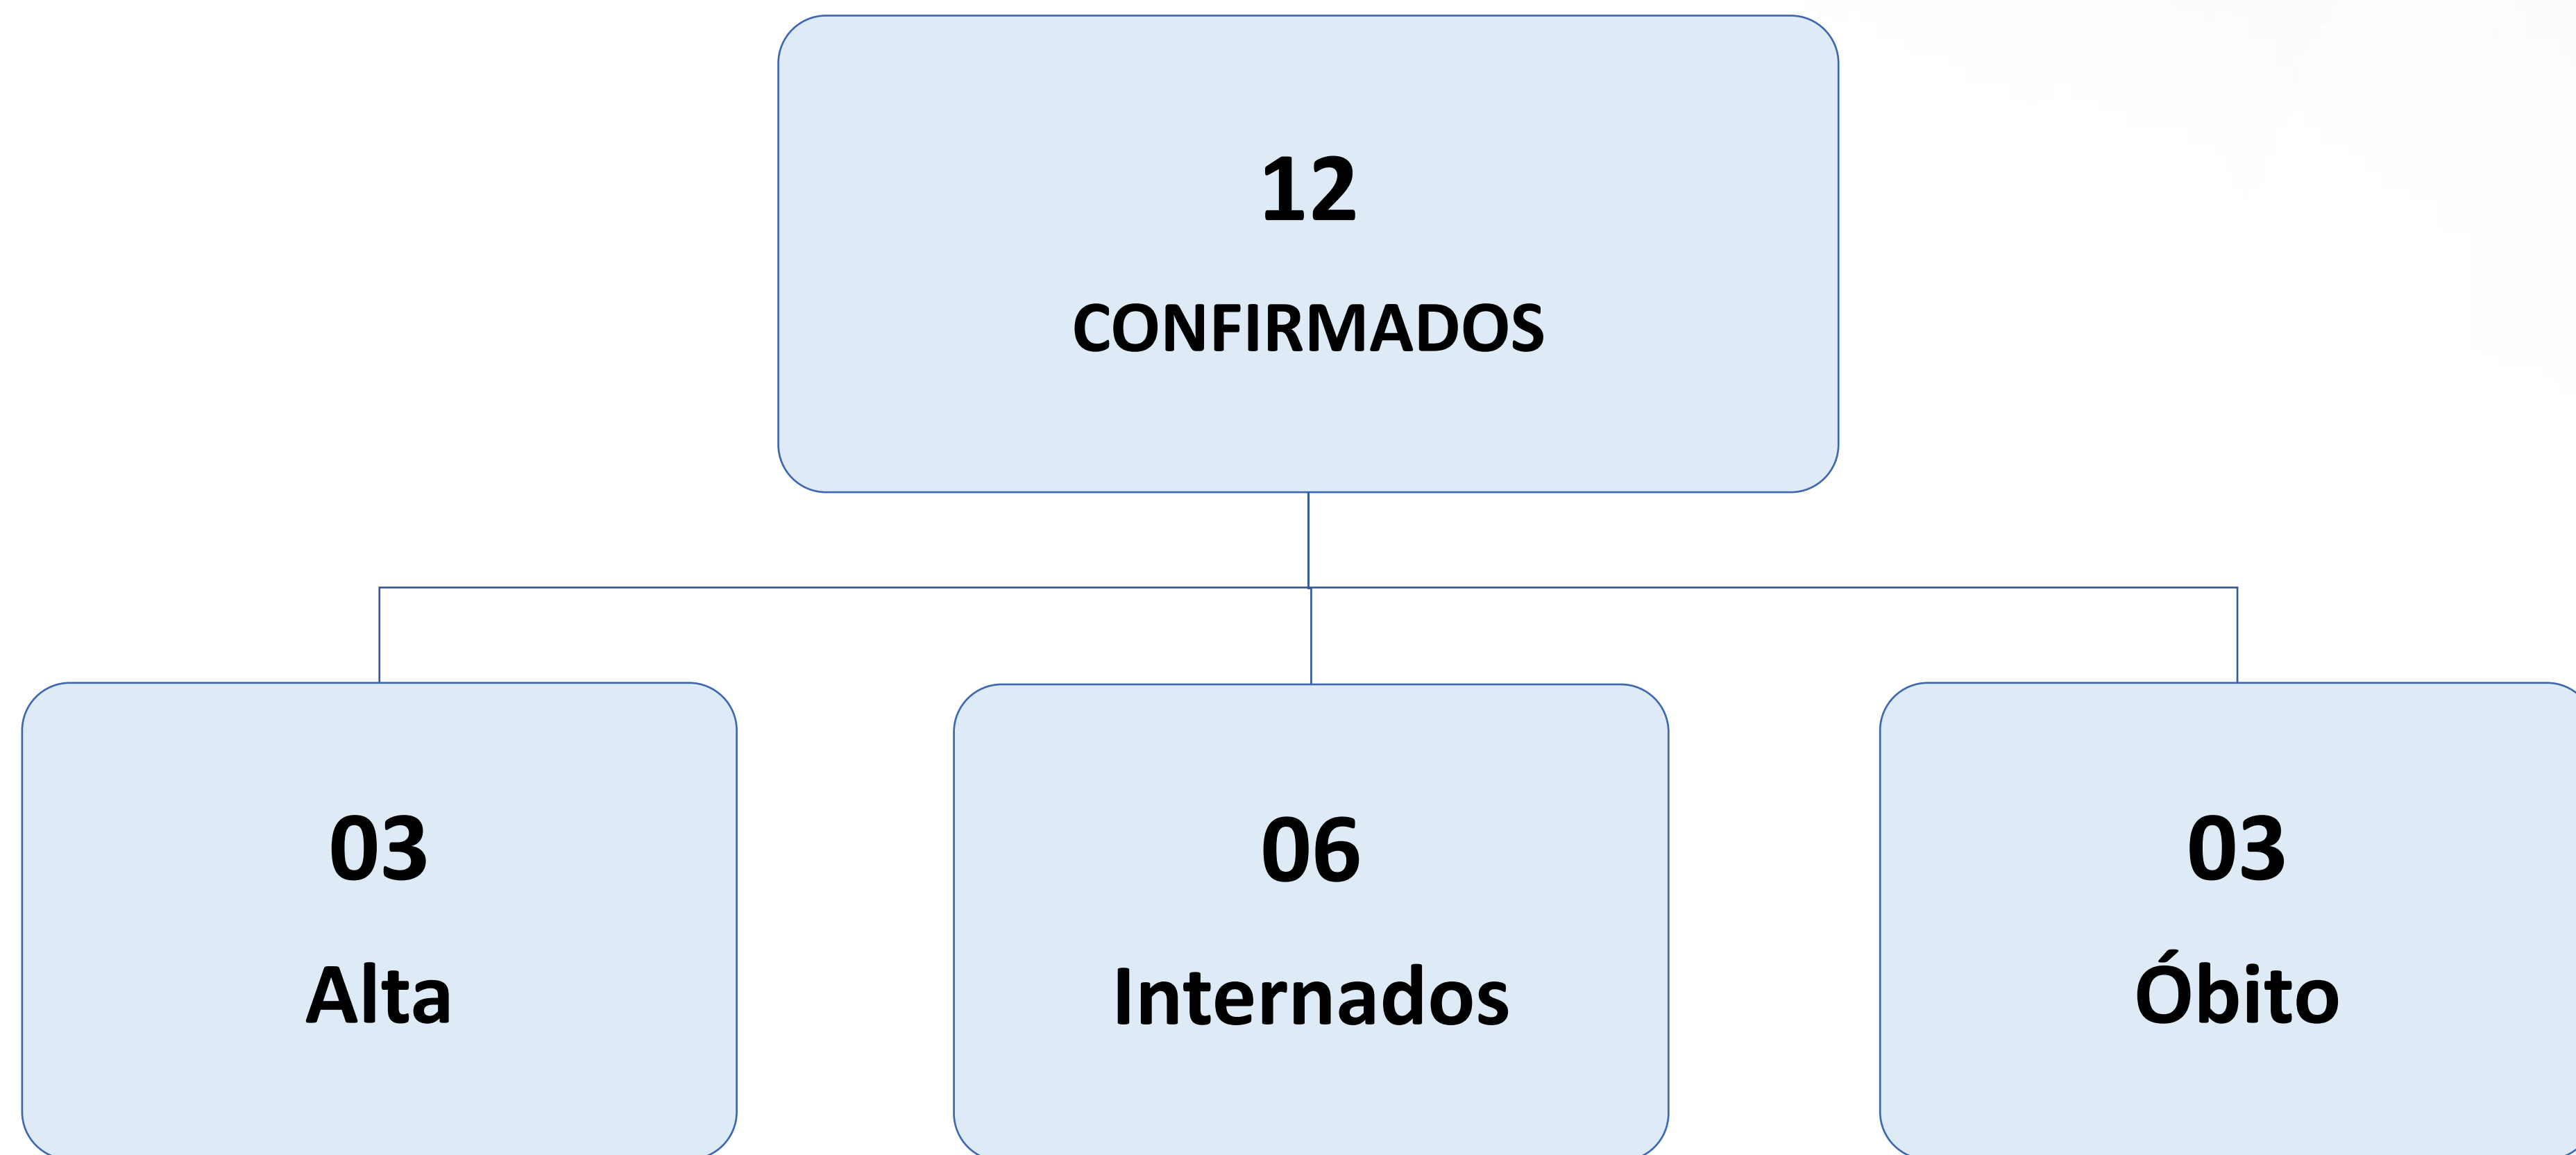 12
CONFIRMADOS
03
Alta
06
Internados
03
Óbito